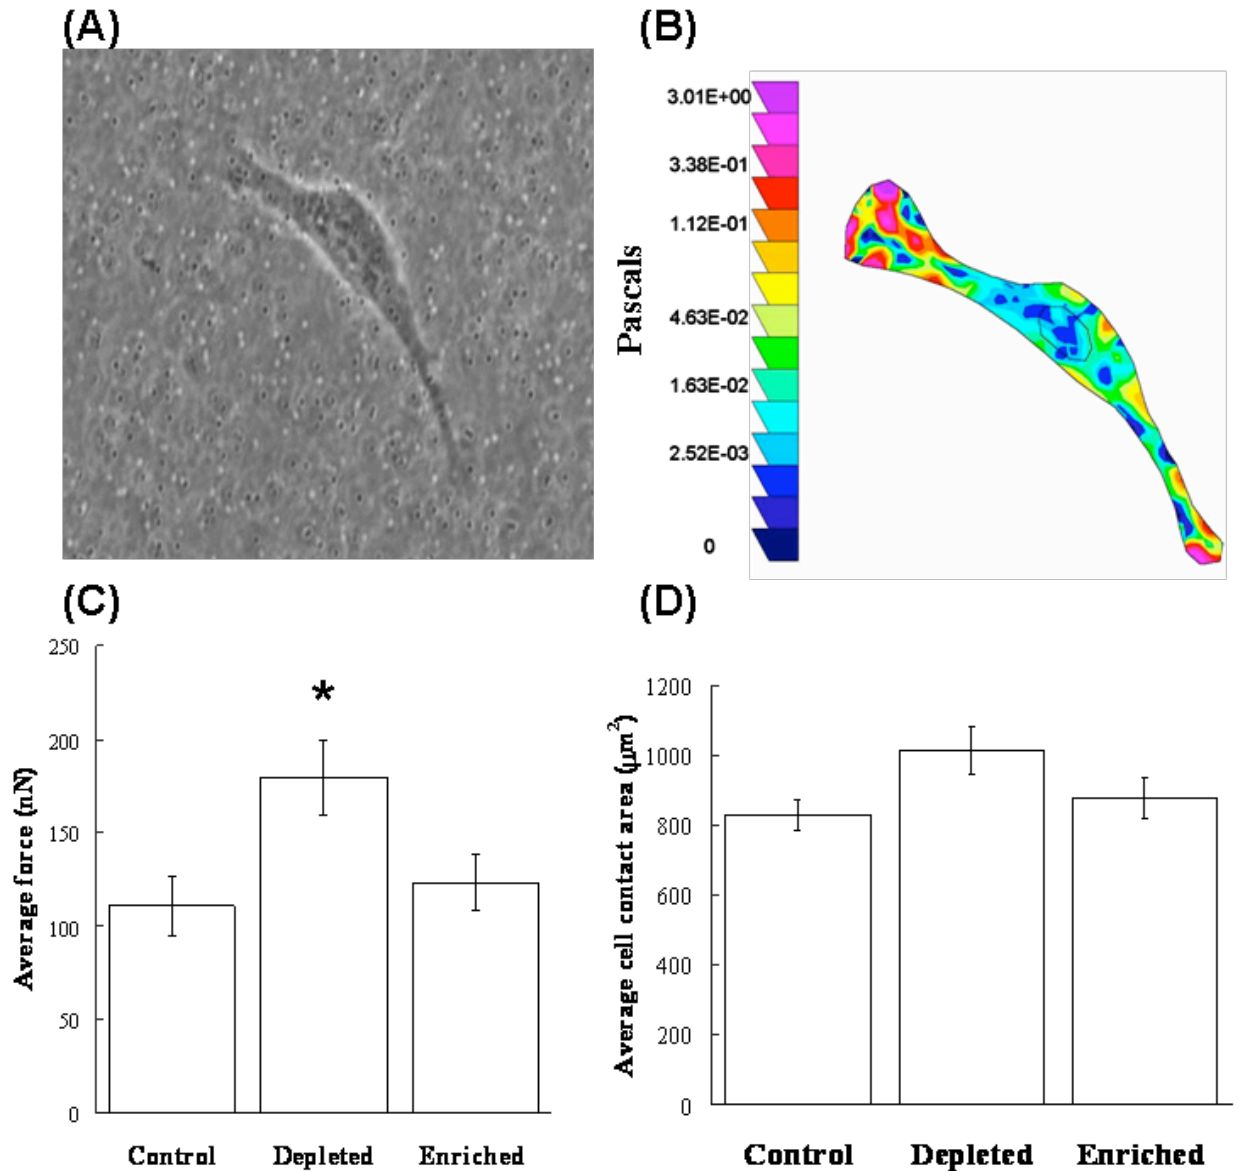 (A)
(B)
Pascals
3.01E+00
3.38E-01
1.12E-01
4.63E-02
1.63E-02
2.52E-03
0
(C)
Average force (nN)
250
200
150
100
50
0
*
Control Depleted Enriched
(D)
Average cell contact area (μm²)
1200
1000
800
600
400
200
0
Control Depleted Enriched